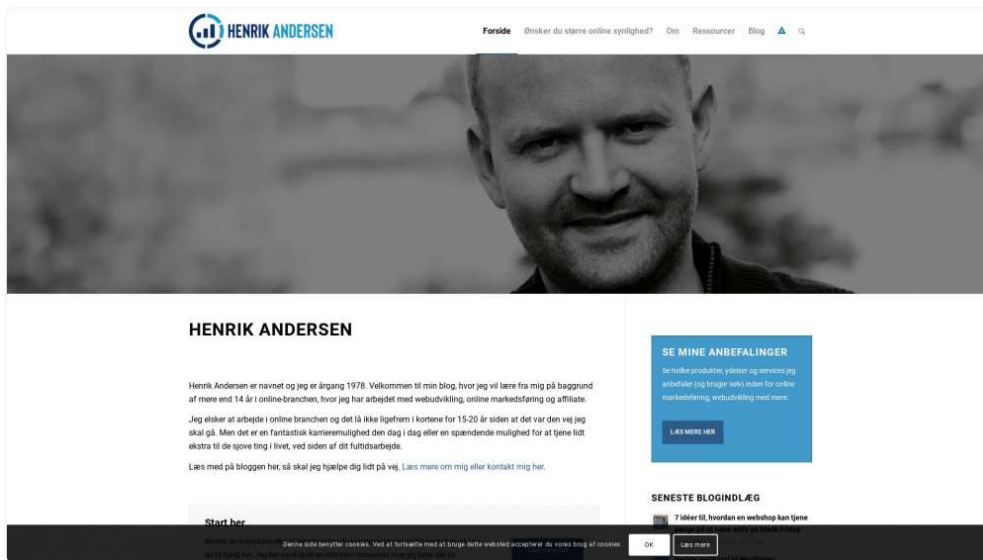 HENRIK ANDERSEN
Forside Ønsker du større online synlighed? Om Ressourcer Blog
HENRIK ANDERSEN
Henrik Andersen er navnet og jeg er årgang 1978. Velkommen til min blog, hvor jeg vil lære fra mig på baggrund
af mere end 14 år i online-branchen, hvor jeg har arbejdet med webudvikling, online markedsføring og affiliate.
Jeg elsker at arbejde i online branchen og det lå ikke ligefrem i kortene for 15-20 år siden at det var den vej jeg
skal gå. Men det er en fantastisk karrieremulighed den dag i dag eller en spændende mulighed for at tjene lidt
ekstra til de sjove ting i livet, ved siden af dit fultidsarbejde.
Læs med på bloggen her, så skal jeg hjælpe dig lidt på vej. Læs mere om mig eller kontakt mig her.
Start her
SE MINE ANBEFALINGER
Se hvilke produkter, ydelser og services jeg
anbefaler (og bruger selv) inden for online
markedsføring, webudvikling med mere.
LÆS MERE HER
SENESTE BLOGINDLÆG
7 idéer til, hvordan en webshop kan tjene
Denne side benytter cookies. Ved at fortsætte med at bruge dette websted accepterer du vores brug af cookies.
OK
Læs mere